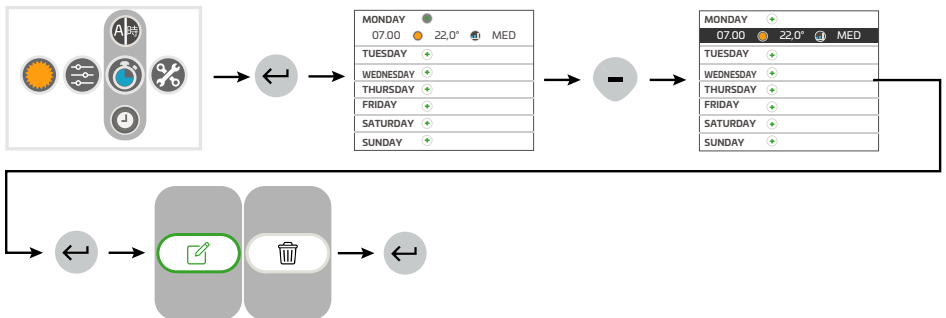 A時
MONDAY
07.00 22,0° MED
TUESDAY
WEDNESDAY
THURSDAY
FRIDAY
SATURDAY
SUNDAY
MONDAY
07.00 22,0° MED
TUESDAY
WEDNESDAY
THURSDAY
FRIDAY
SATURDAY
SUNDAY